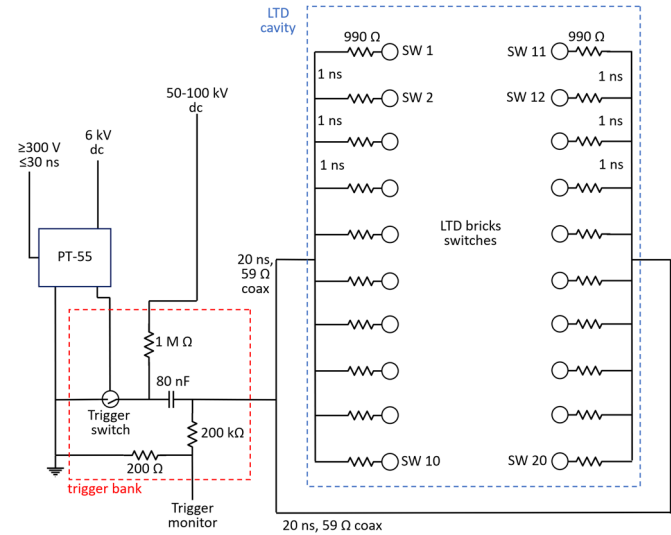 LTD
cavity
990 Ω
SW 1
SW 11
990 Ω
1 ns
1 ns
SW 2
SW 12
50-100 kV
dc
1 ns
1 ns
6 kV
dc
≥300 V
≤30 ns
1 ns
1 ns
LTD bricks
switches
PT-55
20 ns,
59 Ω
coax
1 M Ω
80 nF
Trigger
switch
200 kΩ
200 Ω
SW 10
SW 20
trigger bank
Trigger
monitor
20 ns, 59 Ω coax